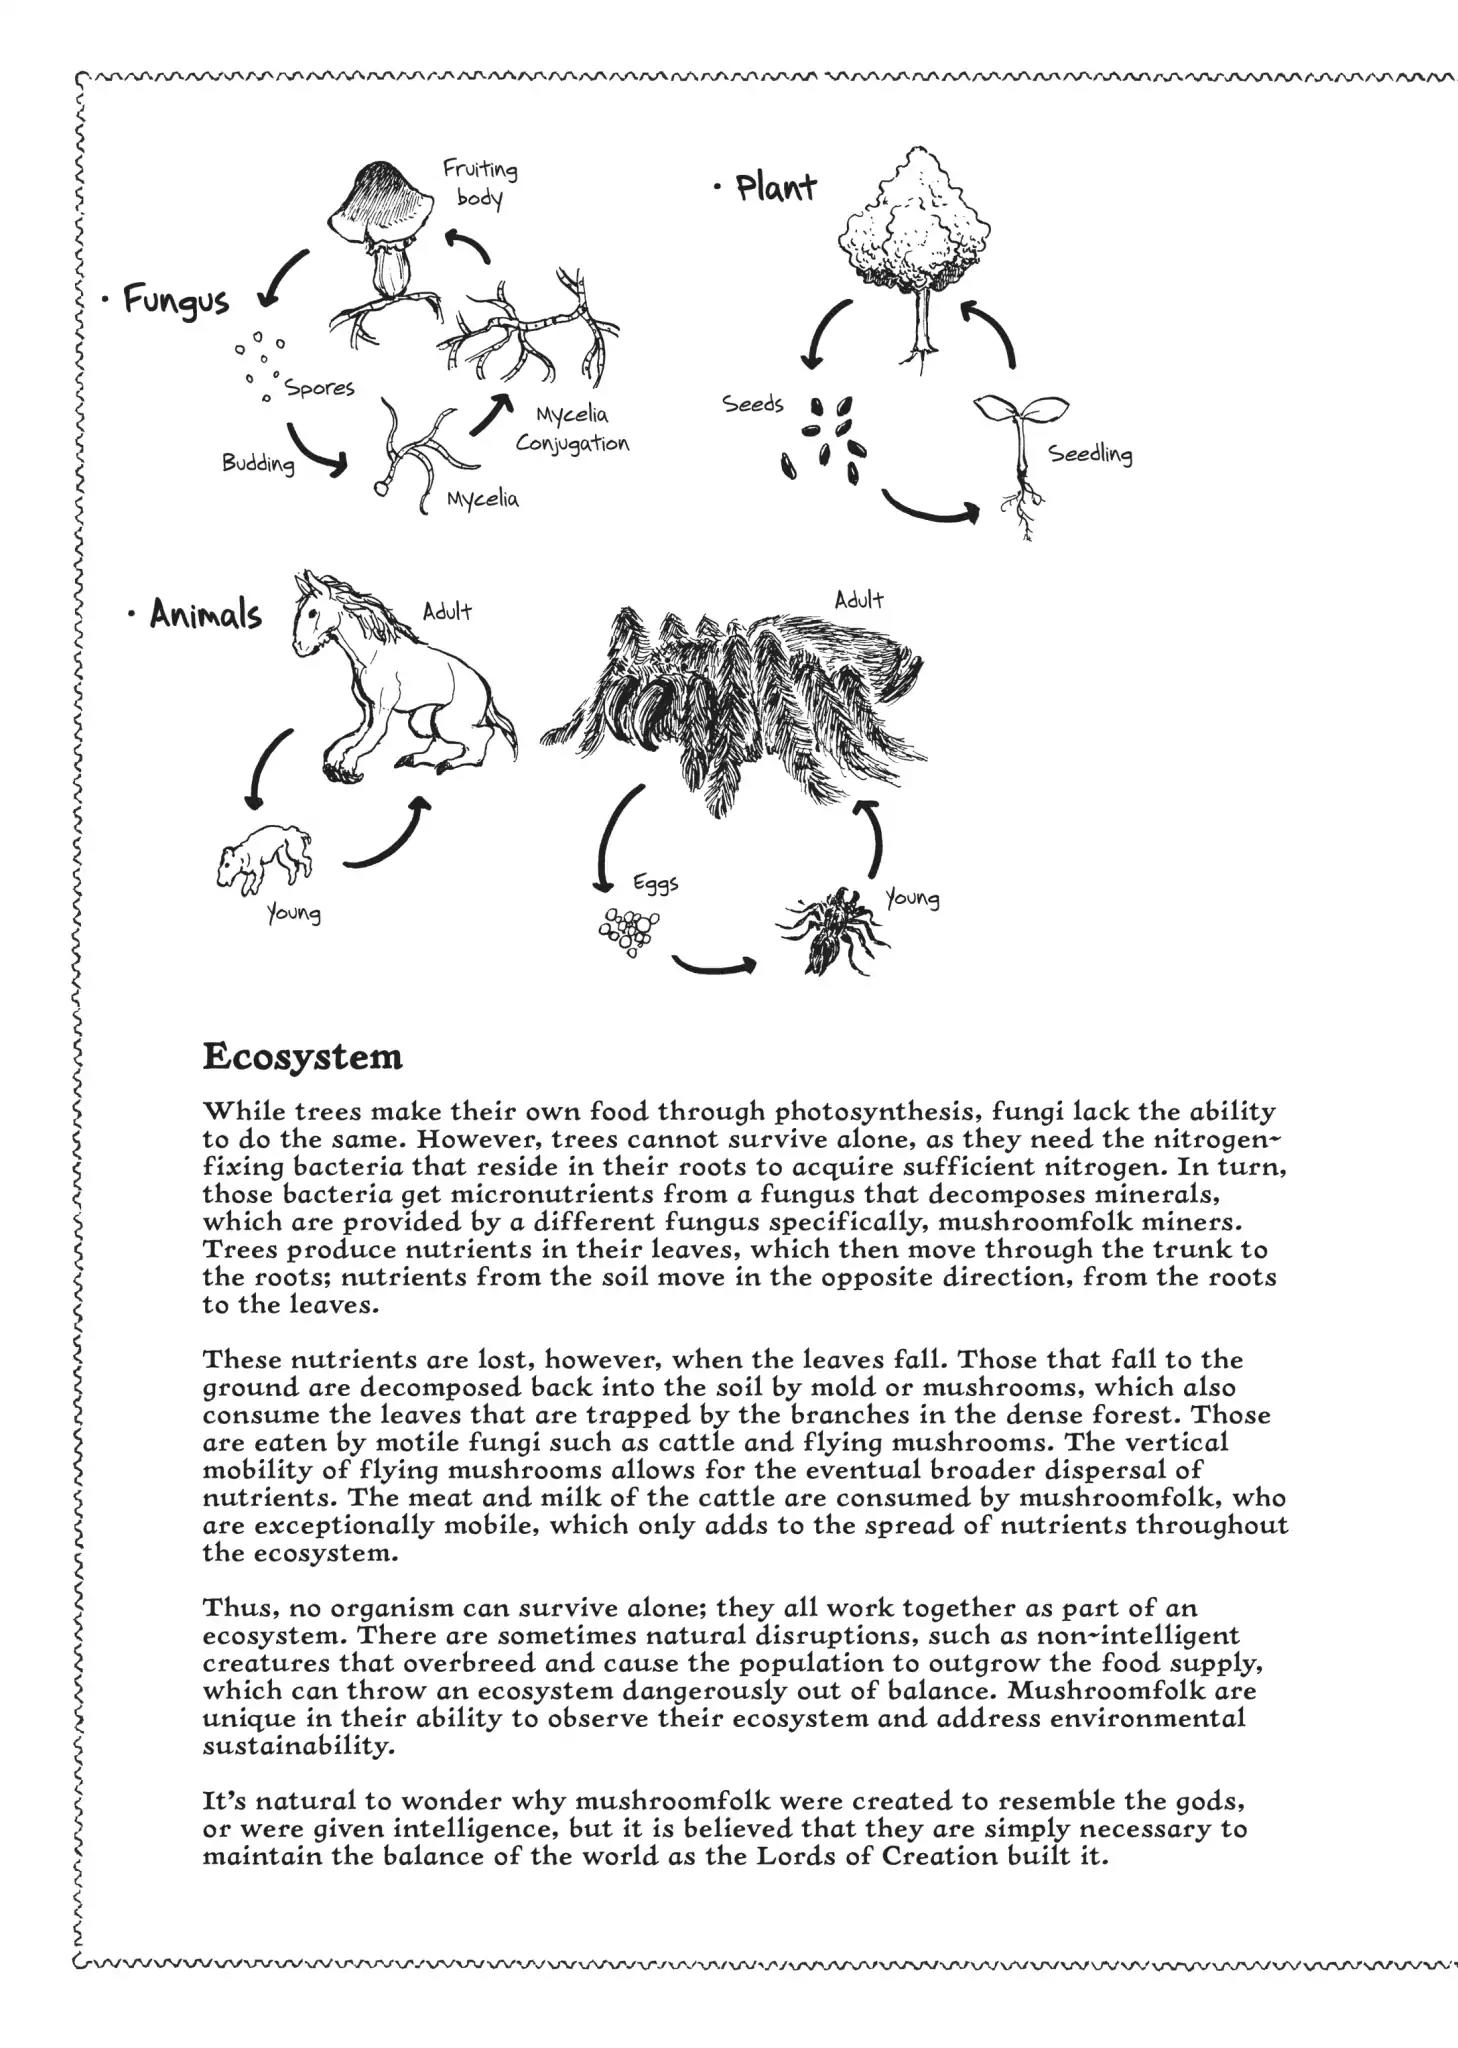 Fruiting
body
• Fungus
Spores
Budding
Mycelia
Mycelia
Conjugation
• Plant
Seeds
Seedling
• Animals
Adult
Young
Adult
Eggs
Young
Ecosystem
While trees make their own food through photosynthesis, fungi lack the ability
to do the same. However, trees cannot survive alone, as they need the nitrogen-
fixing bacteria that reside in their roots to acquire sufficient nitrogen. In turn,
those bacteria get micronutrients from a fungus that decomposes minerals,
which are provided by a different fungus specifically, mushroomfolk miners.
Trees produce nutrients in their leaves, which then move through the trunk to
the roots; nutrients from the soil move in the opposite direction, from the roots
to the leaves.
These nutrients are lost, however, when the leaves fall. Those that fall to the
ground are decomposed back into the soil by mold or mushrooms, which also
consume the leaves that are trapped by the branches in the dense forest. Those
are eaten by motile fungi such as cattle and flying mushrooms. The vertical
mobility of flying mushrooms allows for the eventual broader dispersal of
nutrients. The meat and milk of the cattle are consumed by mushroomfolk, who
are exceptionally mobile, which only adds to the spread of nutrients throughout
the ecosystem.
Thus, no organism can survive alone; they all work together as part of an
ecosystem. There are sometimes natural disruptions, such as non-intelligent
creatures that overbreed and cause the population to outgrow the food supply,
which can throw an ecosystem dangerously out of balance. Mushroomfolk are
unique in their ability to observe their ecosystem and address environmental
sustainability.
It's natural to wonder why mushroomfolk were created to resemble the gods,
or were given intelligence, but it is believed that they are simply necessary to
maintain the balance of the world as the Lords of Creation built it.